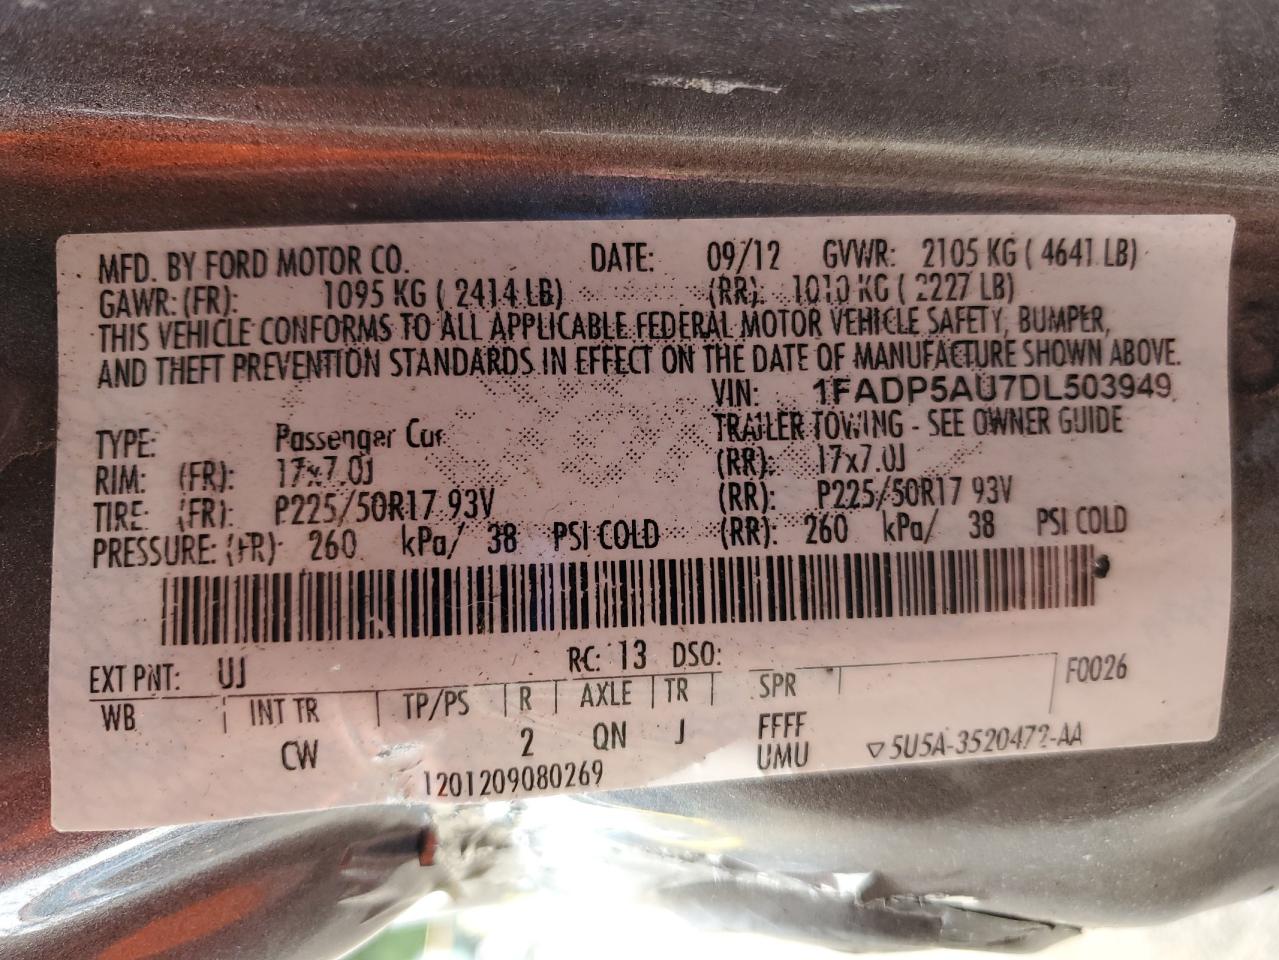 MFD. BY FORD MOTOR CO. DATE: 09/12 GVWR: 2105 KG ( 4641 LB)
GAWR: (FR): 1095 KG ( 2414 LB) (RR): 1010 KG ( 2227 LB)
THIS VEHICLE CONFORMS TO ALL APPLICABLE FEDERAL MOTOR VEHICLE SAFETY, BUMPER,
AND THEFT PREVENTION STANDARDS IN EFFECT ON THE DATE OF MANUFACTURE SHOWN ABOVE.
VIN: 1FADP5AU7DL503949
TYPE: Passenger Car TRAILER TOWING - SEE OWNER GUIDE
RIM: (FR): 17x7.0J (RR): 17x7.0J
TIRE: (FR): P225/50R17 93V (RR): P225/50R17 93V
PRESSURE: (FR): 260 kPa/ 38 PSI COLD (RR): 260 kPa/ 38 PSI COLD
EXT PNT: UJ RC: 13 DSO: F0026
WB INT TR TP/PS R AXLE TR SPR
CW 2 QN J FFFF
UMU ▽5U5A-3520472-AA
1201209080269